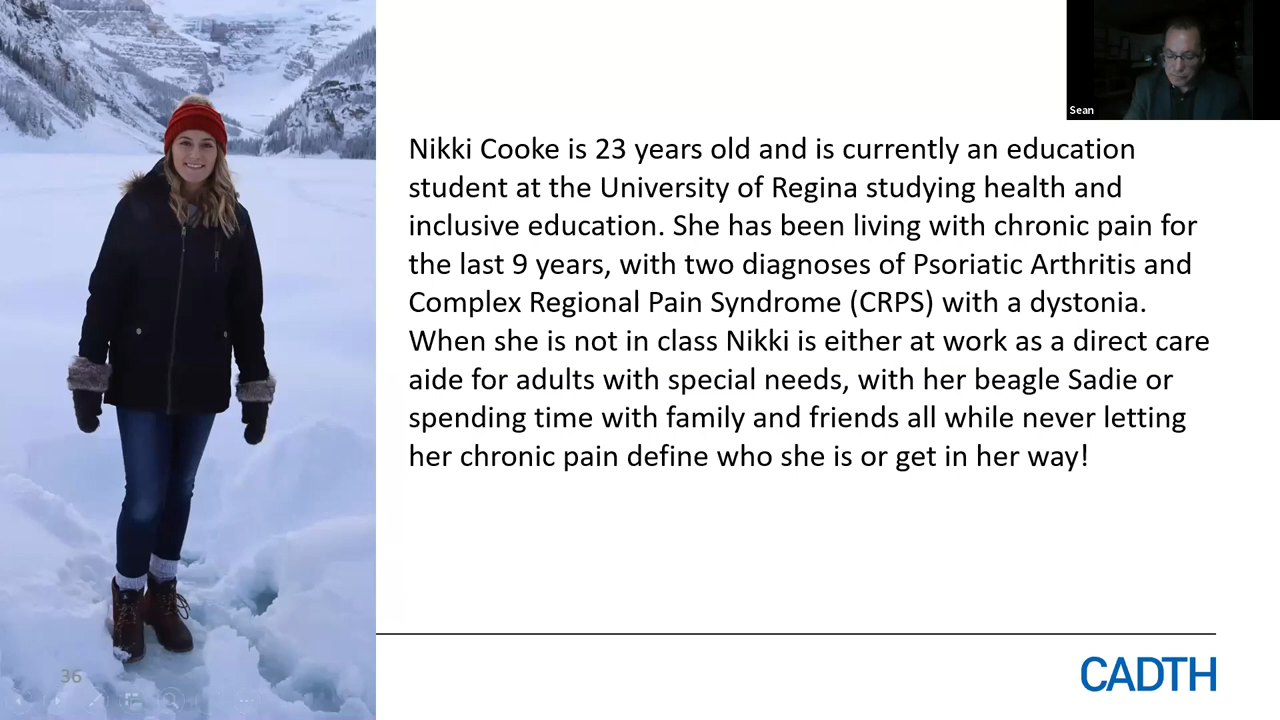 Sean
Nikki Cooke is 23 years old and is currently an education
student at the University of Regina studying health and
inclusive education. She has been living with chronic pain for
the last 9 years, with two diagnoses of Psoriatic Arthritis and
Complex Regional Pain Syndrome (CRPS) with a dystonia.
When she is not in class Nikki is either at work as a direct care
aide for adults with special needs, with her beagle Sadie or
spending time with family and friends all while never letting
her chronic pain define who she is or get in her way!
36
CADTH